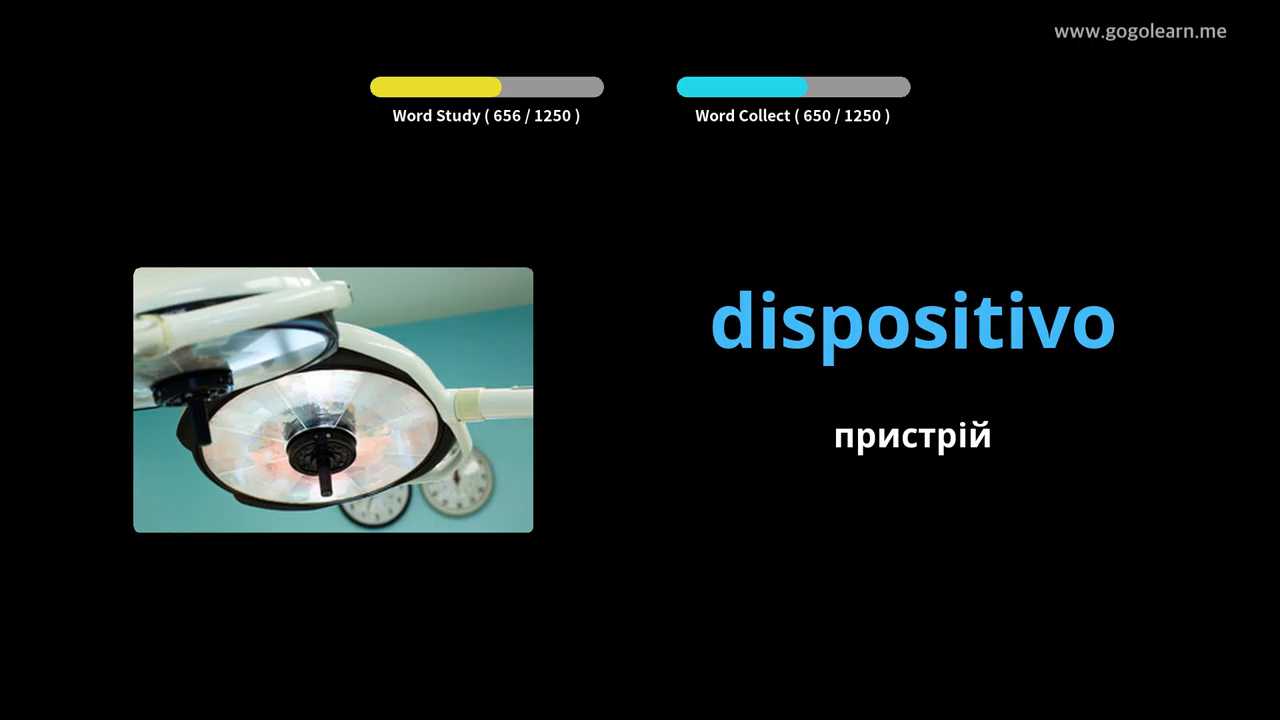 www.gogolearn.me
Word Study ( 656 / 1250 )
Word Collect ( 650 / 1250 )
dispositivo
пристрій